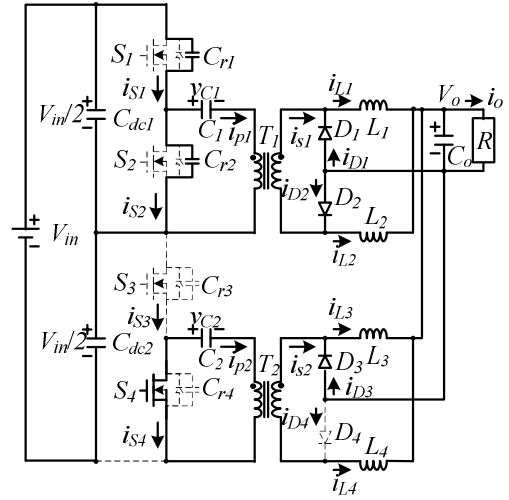 S1 Cr1 iS1
Vin/2 Cdc1
vC1 C1 ip1 T1 is1 iL1 L1 D1 iD1 Vo io Co R
S2 Cr2 iS2
iD2 D2 L2 iL2
Vin
S3 Cr3 iS3
Vin/2 Cdc2
vC2 C2 ip2 T2 is2 iL3 L3 D3 iD3
S4 Cr4 iS4
iD4 D4 L4 iL4